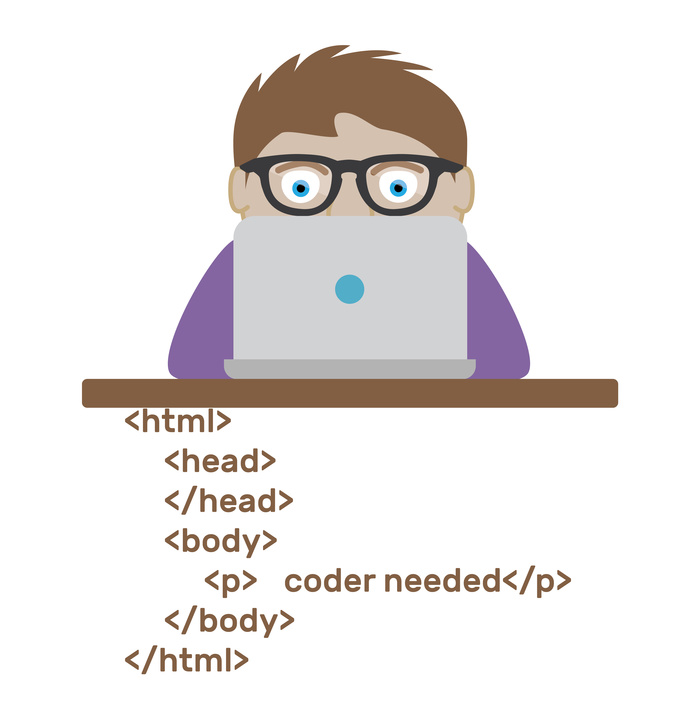 <html>
<head>
</head>
<body>
<p> coder needed</p>
</body>
</html>